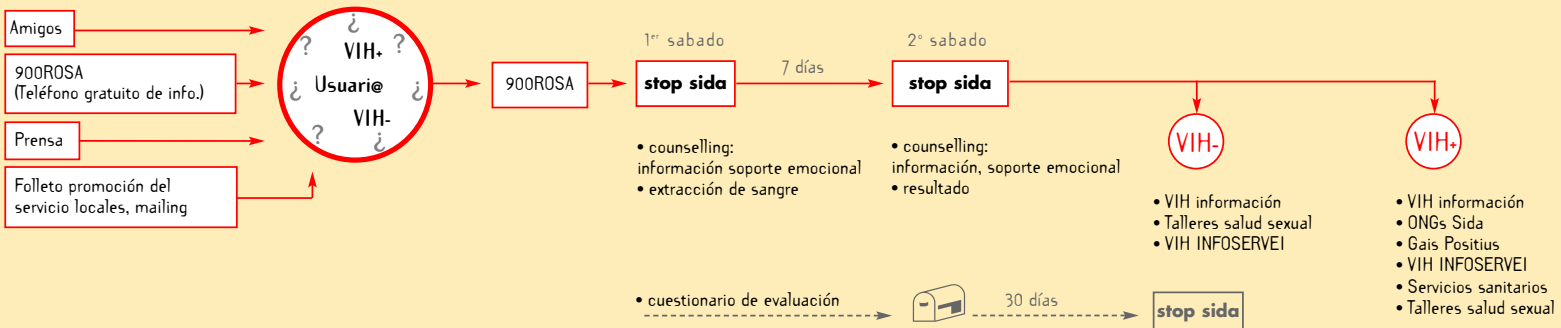 Amigos
900ROSA
(Teléfono gratuito de info.)
Prensa
Folleto promoción del
servicio locales, mailing
¿
? VIH+ ?
¿ Usuari@ ¿
VIH-
? ¿
900ROSA
1er sabado
stop sida
7 días
2º sabado
stop sida
• counselling:
información soporte emocional
• extracción de sangre
• counselling:
información, soporte emocional
• resultado
VIH-
• VIH información
• Talleres salud sexual
• VIH INFOSERVEI
VIH+
• VIH información
• ONGs Sida
• Gais Positius
• VIH INFOSERVEI
• Servicios sanitarios
• Talleres salud sexual
• cuestionario de evaluación
30 días
stop sida